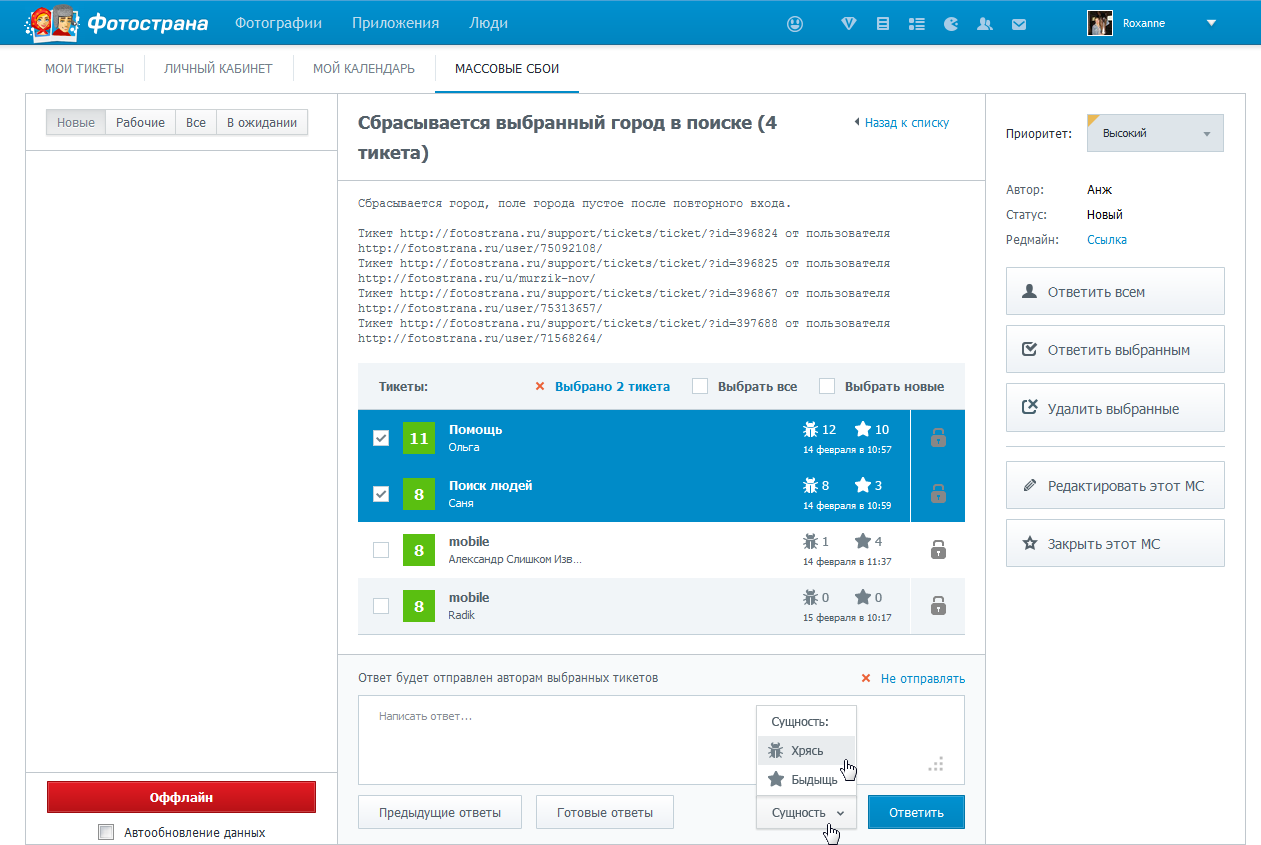 Фотострана
Фотографии
Приложения
Люди
Roxanne
МОИ ТИКЕТЫ
ЛИЧНЫЙ КАБИНЕТ
МОЙ КАЛЕНДАРЬ
МАССОВЫЕ СБОИ
Новые
Рабочие
Все
В ожидании
Оффлайн
Автообновление данных
Сбрасывается выбранный город в поиске (4
тикета)
Назад к списку
Сбрасывается город, поле города пустое после повторного входа.
Тикет http://fotostrana.ru/support/tickets/ticket/?id=396824 от пользователя
http://fotostrana.ru/user/75092108/
Тикет http://fotostrana.ru/support/tickets/ticket/?id=396825 от пользователя
http://fotostrana.ru/u/murzik-nov/
Тикет http://fotostrana.ru/support/tickets/ticket/?id=396867 от пользователя
http://fotostrana.ru/user/75313657/
Тикет http://fotostrana.ru/support/tickets/ticket/?id=397688 от пользователя
http://fotostrana.ru/user/71568264/
Тикеты:
Выбрано 2 тикета
Выбрать все
Выбрать новые
11
Помощь
Ольга
12
10
14 февраля в 10:57
8
Поиск людей
Саня
8
3
14 февраля в 10:59
8
mobile
Александр Слишком Изв...
1
4
14 февраля в 11:37
8
mobile
Radik
0
0
15 февраля в 10:17
Ответ будет отправлен авторам выбранных тикетов
Не отправлять
Написать ответ...
Сущность:
Хрясь
Быдыщь
Предыдущие ответы
Готовые ответы
Сущность
Ответить
Приоритет:
Высокий
Автор:
Анж
Статус:
Новый
Редмайн:
Ссылка
Ответить всем
Ответить выбранным
Удалить выбранные
Редактировать этот МС
Закрыть этот МС